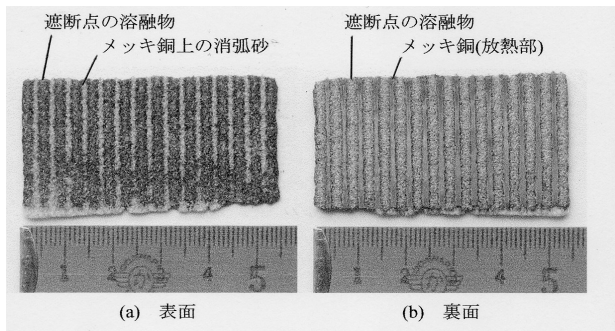 遮断点の溶融物
メッキ銅上の消弧砂
遮断点の溶融物
メッキ銅(放熱部)
1 2 4 5
1 2 4 5
(a) 表面
(b) 裏面